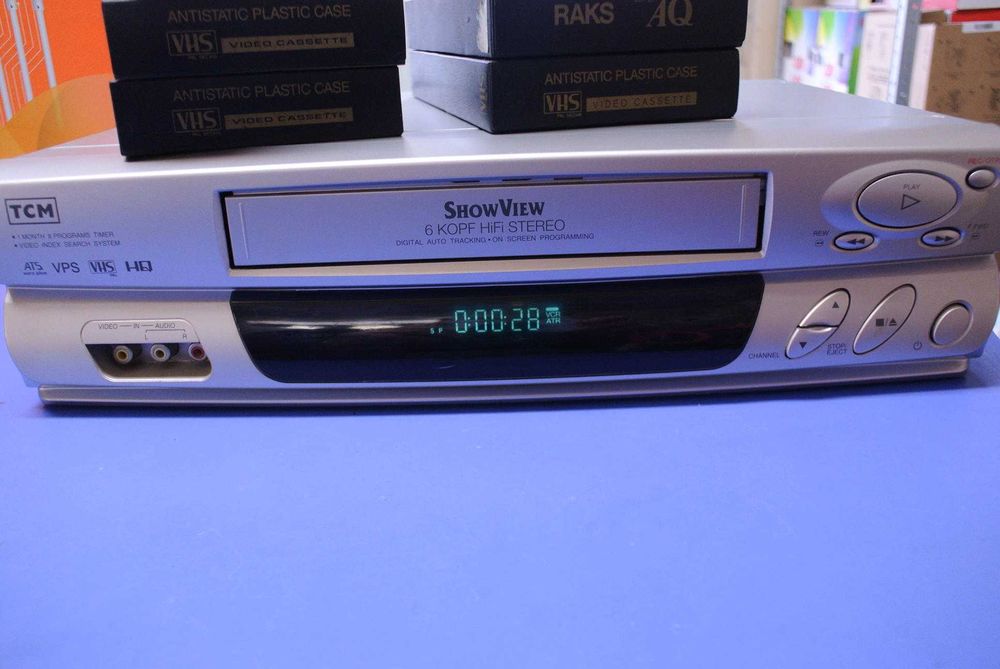 ANTISTATIC PLASTIC CASE
VHS VIDEO CASSETTE
ANTISTATIC PLASTIC CASE
VHS VIDEO CASSETTE
RAKS AQ
ANTISTATIC PLASTIC CASE
VHS VIDEO CASSETTE
TCM
• 1 MONTH 8 PROGRAMS TIMER
• VIDEO INDEX SEARCH SYSTEM
ATS VPS VHS HQ
PAL
SHOWVIEW
6 KOPF HiFi STEREO
DIGITAL AUTO TRACKING • ON SCREEN PROGRAMMING
PLAY
REW
VIDEO — IN — AUDIO
L R
SP 0:00:28 VCR
ATR
CHANNEL
STOP/
EJECT